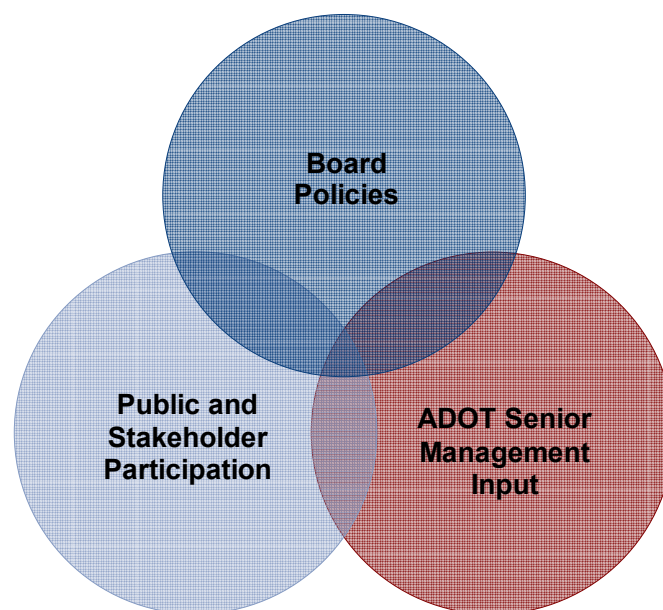 Board
Policies
Public and
Stakeholder
Participation
ADOT Senior
Management
Input